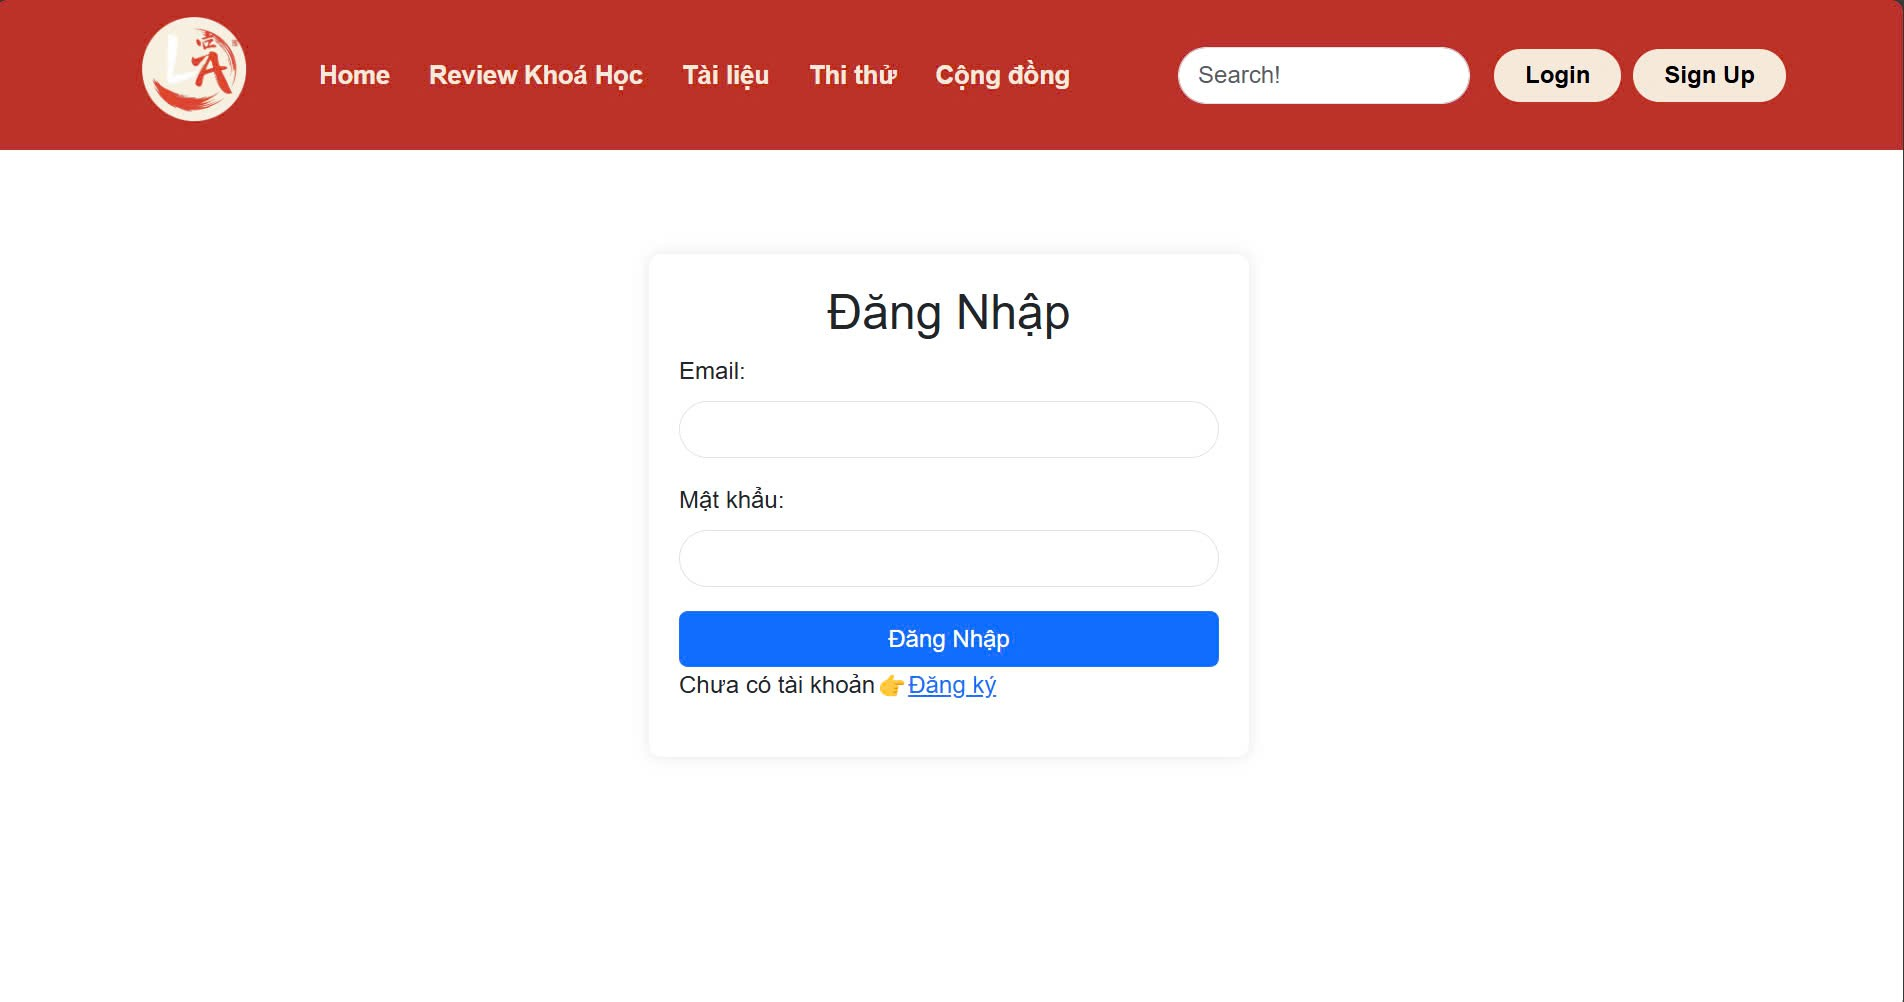 LA
Home Review Khoá Học Tài liệu Thi thử Cộng đồng Search! Login Sign Up
Đăng Nhập
Email:
Mật khẩu:
Đăng Nhập
Chưa có tài khoản👉Đăng ký